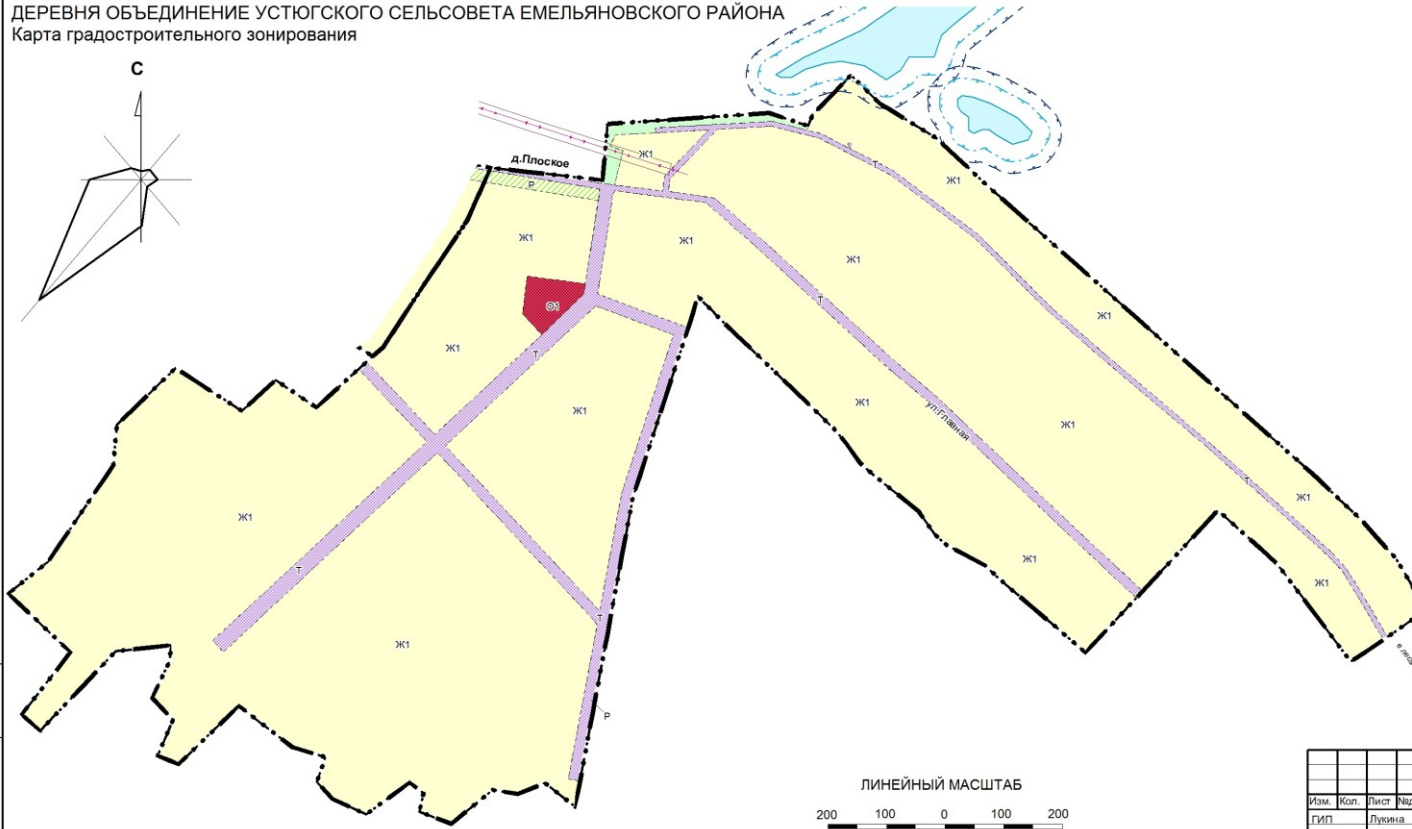 ДЕРЕВНЯ ОБЪЕДИНЕНИЕ УСТЮГСКОГО СЕЛЬСОВЕТА ЕМЕЛЬЯНОВСКОГО РАЙОНА
Карта градостроительного зонирования
С
д.Плоское
Ж1
Р
Т
Ж1
Ж1
Ж1
Ж1
О1
Т
Ж1
Ж1
Т
Ж1
Ж1
ул.Главная
Ж1
Ж1
Т
Ж1
Ж1
Ж1
Ж1
Т
Т
Ж1
Р
ЛИНЕЙНЫЙ МАСШТАБ
200 100 0 100 200
Изм. Кол. Лист
ГИП Лукина